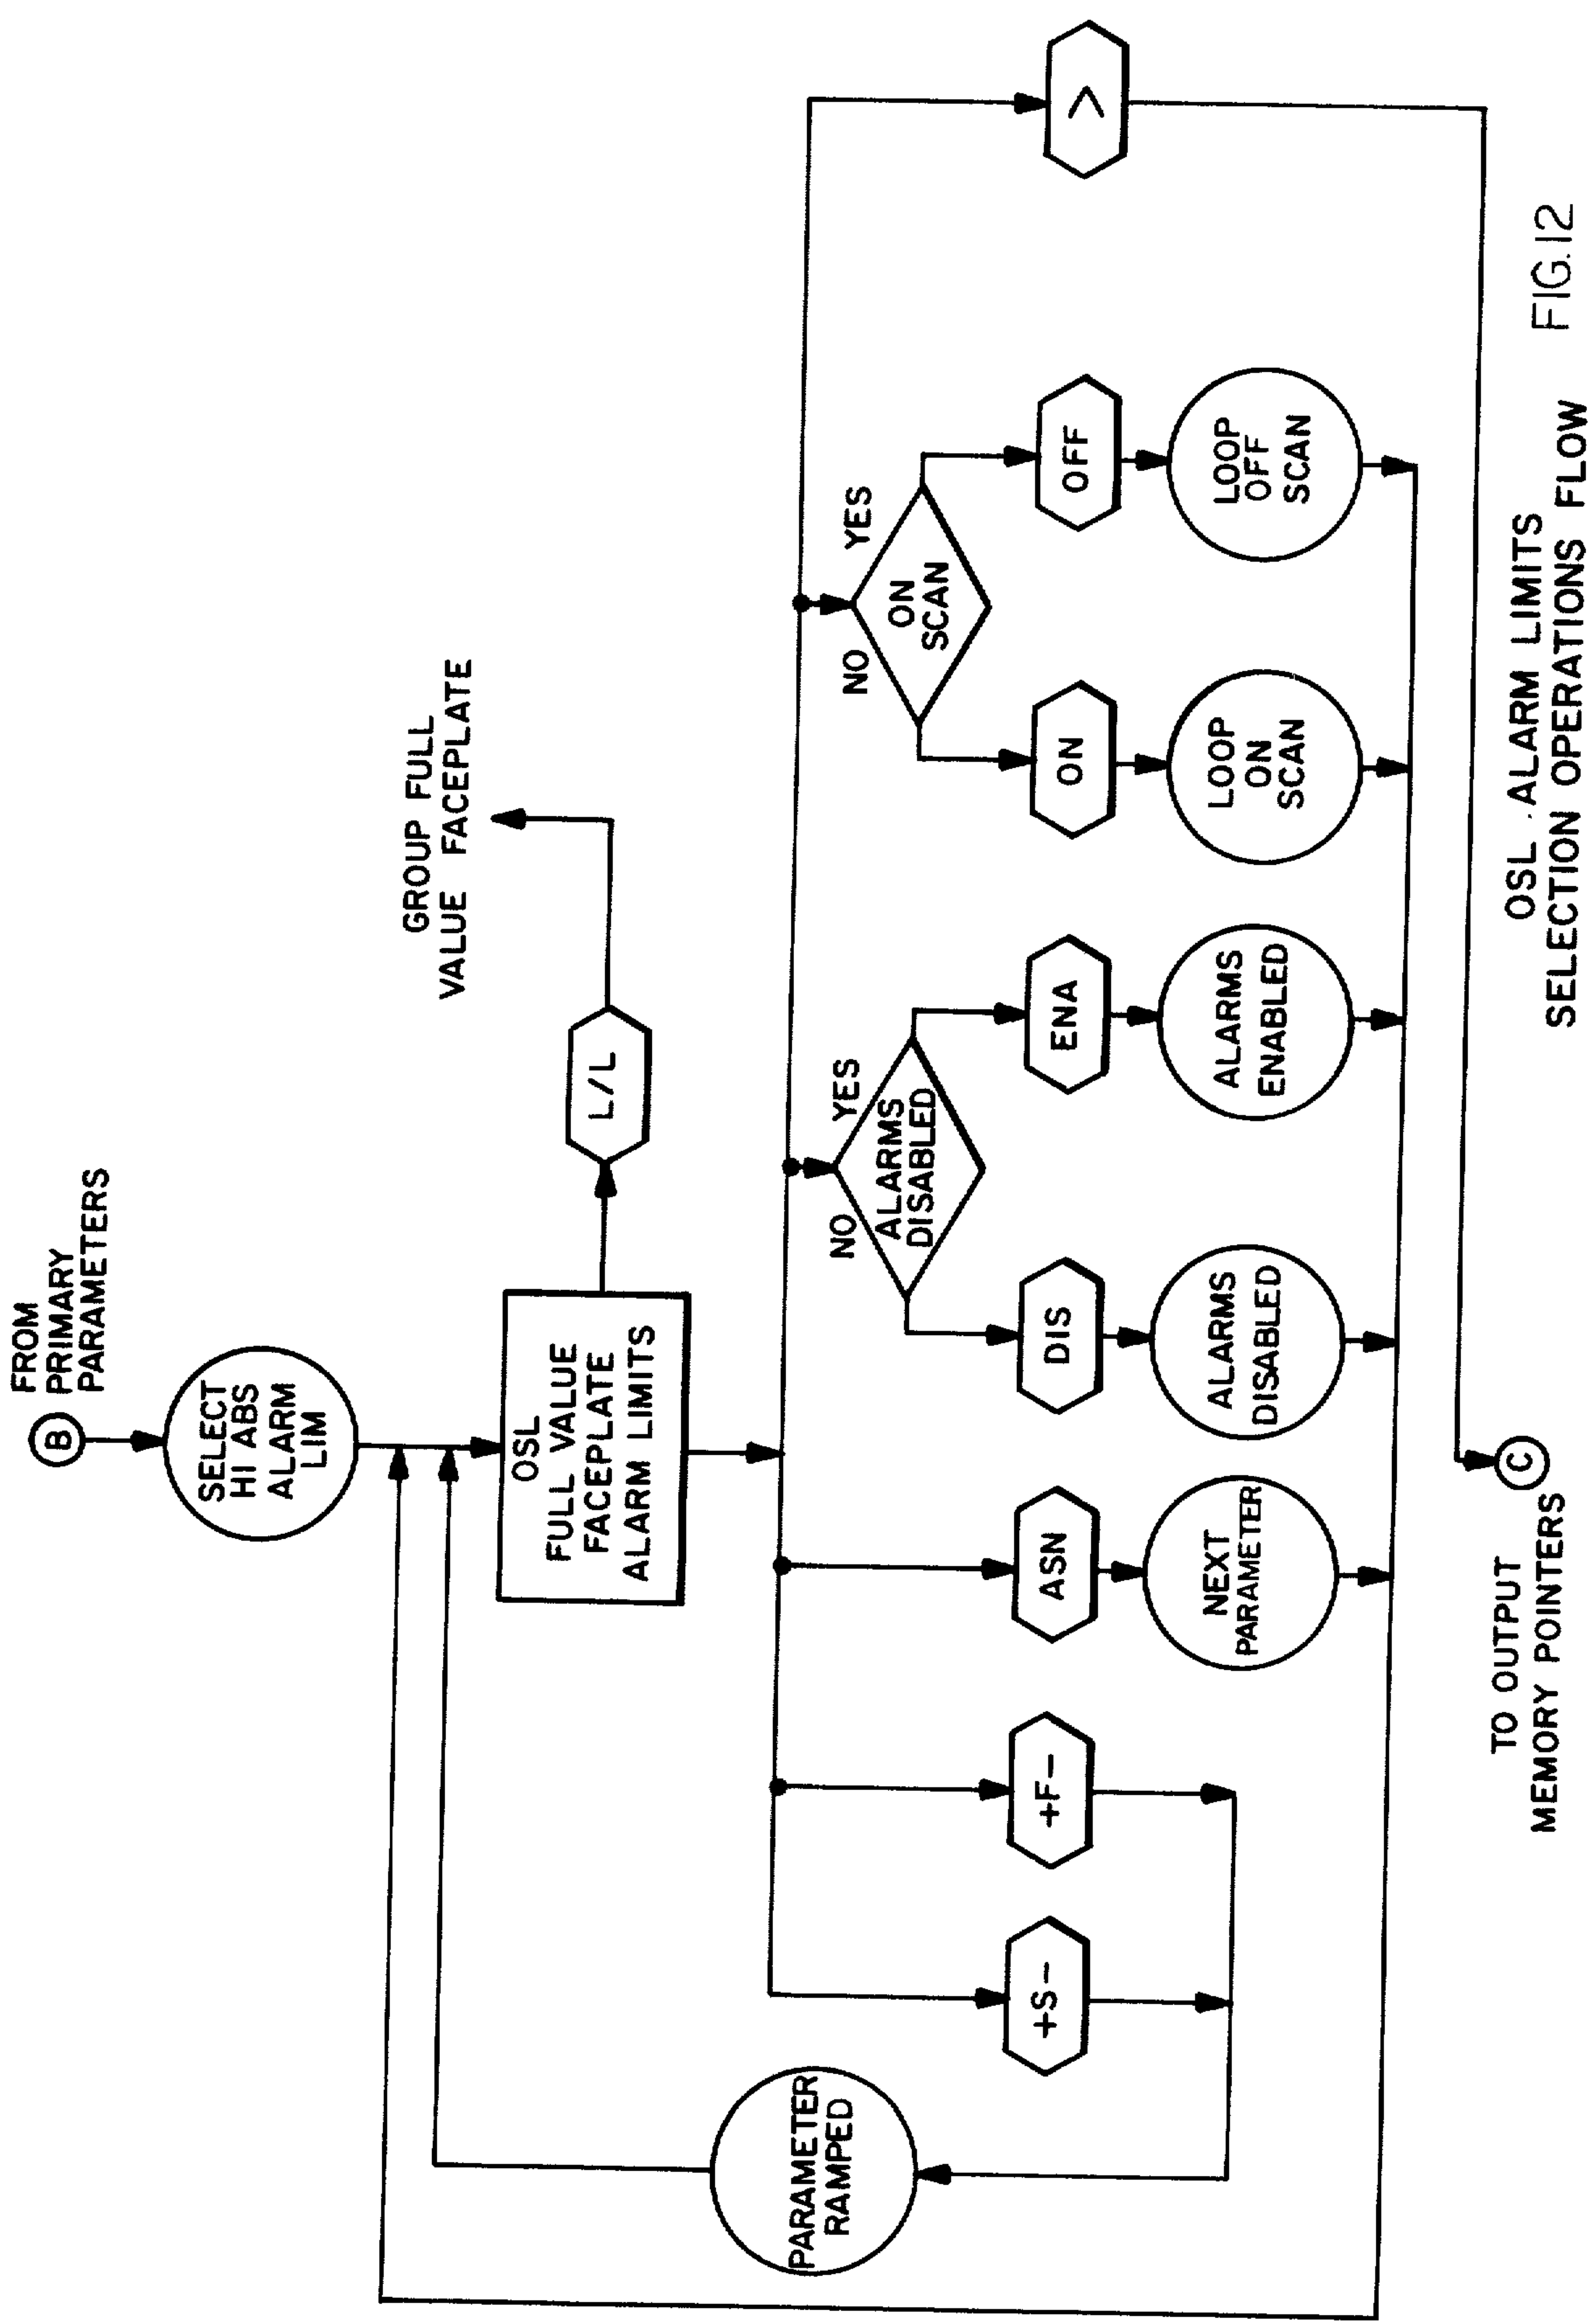 FROM
PRIMARY
PARAMETERS
B
SELECT
HI ABS
ALARM
LIM
OSL
FULL VALUE
FACEPLATE
ALARM LIMITS
L/L
GROUP FULL
VALUE FACEPLATE
PARAMETER
RAMPED
+S-
+F-
ASN
NEXT
PARAMETER
NO
YES
ALARMS
DISABLED
DIS
ALARMS
DISABLED
ENA
ALARMS
ENABLED
NO
YES
ON
SCAN
ON
LOOP
ON
SCAN
OFF
LOOP
OFF
SCAN
>
C
TO OUTPUT
MEMORY POINTERS
OSL ALARM LIMITS
SELECTION OPERATIONS FLOW
FIG.12